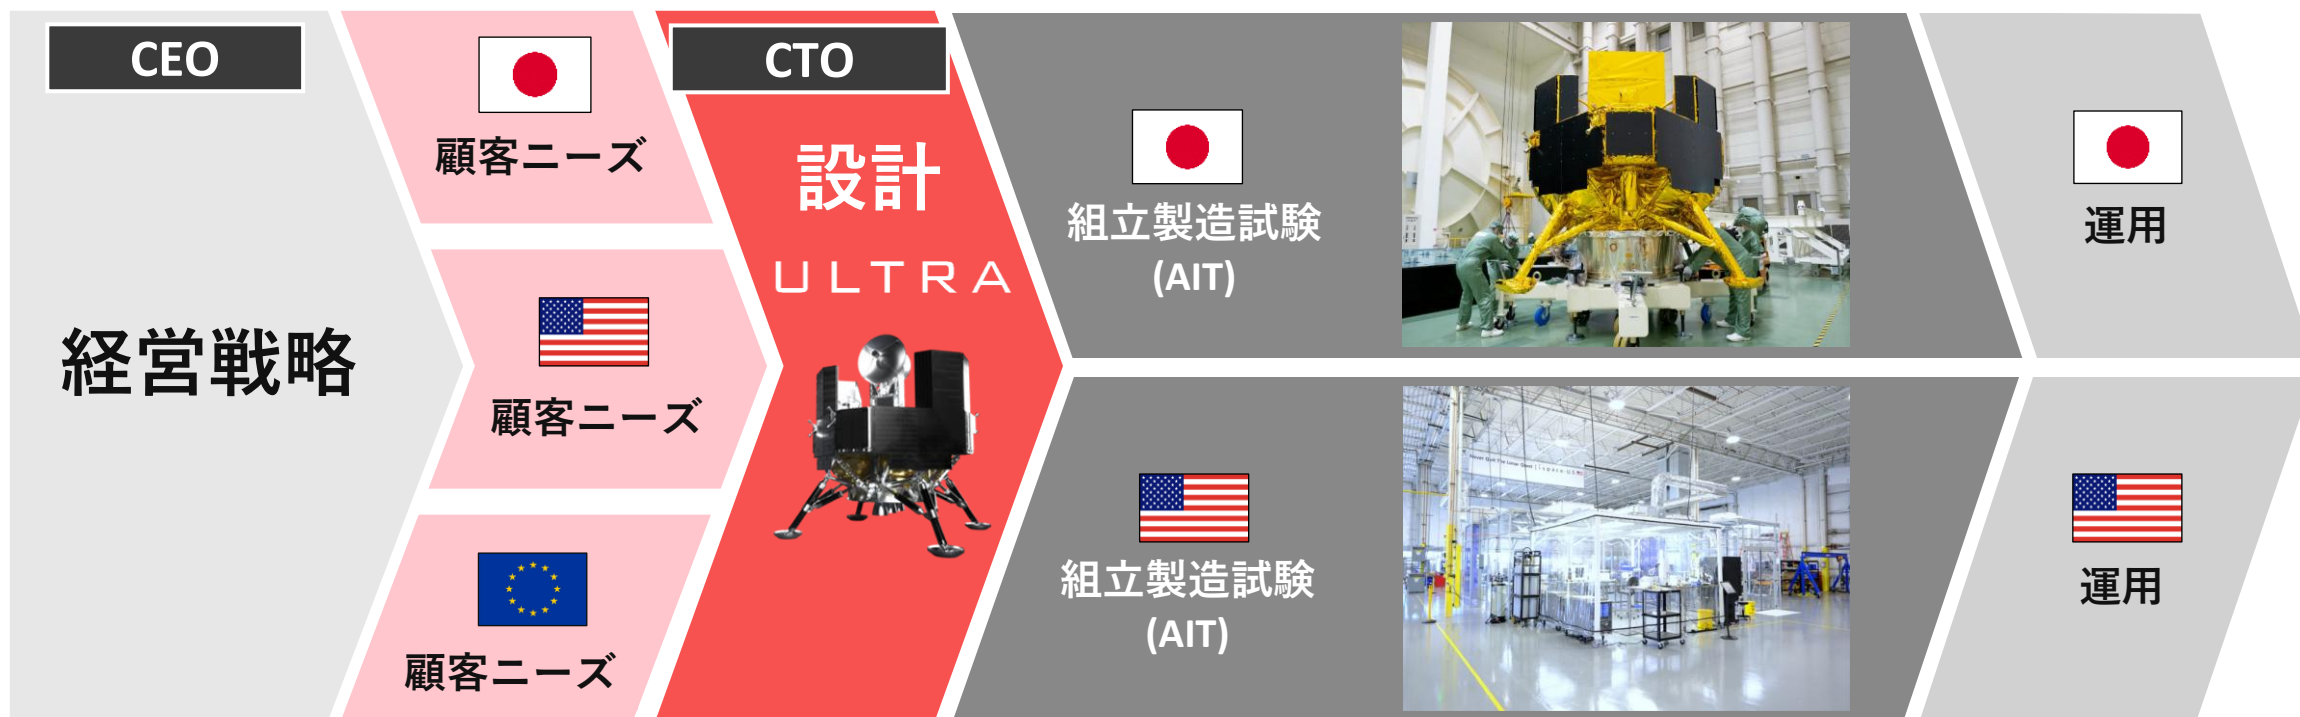 CEO
経営戦略
顧客ニーズ
顧客ニーズ
顧客ニーズ
CTO
設計
ULTRA
組立製造試験
(AIT)
組立製造試験
(AIT)
運用
運用